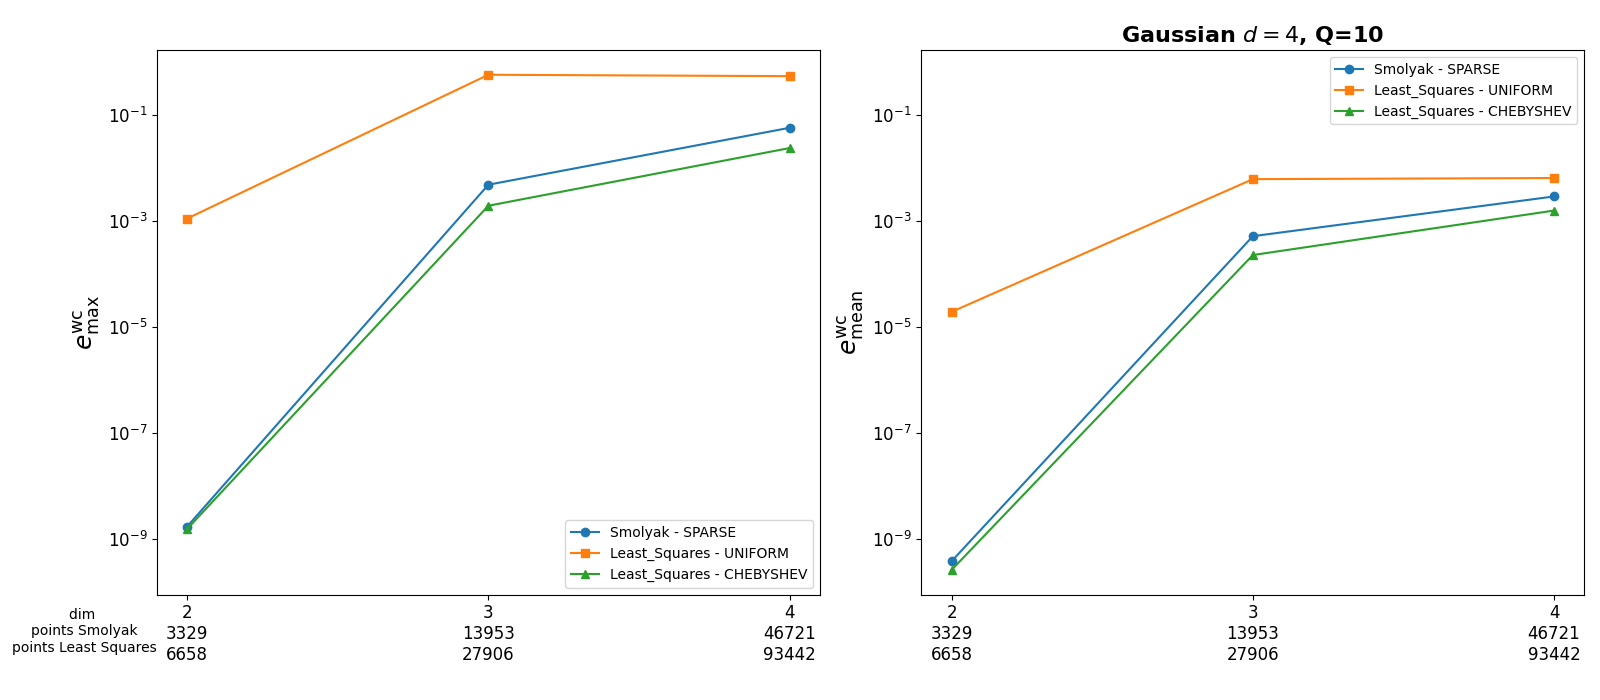 Gaussian d = 4, Q=10
e^wc_max
10^−1
10^−3
10^−5
10^−7
10^−9
Smolyak - SPARSE
Least_Squares - UNIFORM
Least_Squares - CHEBYSHEV
dim
points Smolyak
points Least Squares
2 3 4
3329 13953 46721
6658 27906 93442
e^wc_mean
10^−1
10^−3
10^−5
10^−7
10^−9
Smolyak - SPARSE
Least_Squares - UNIFORM
Least_Squares - CHEBYSHEV
2 3 4
3329 13953 46721
6658 27906 93442